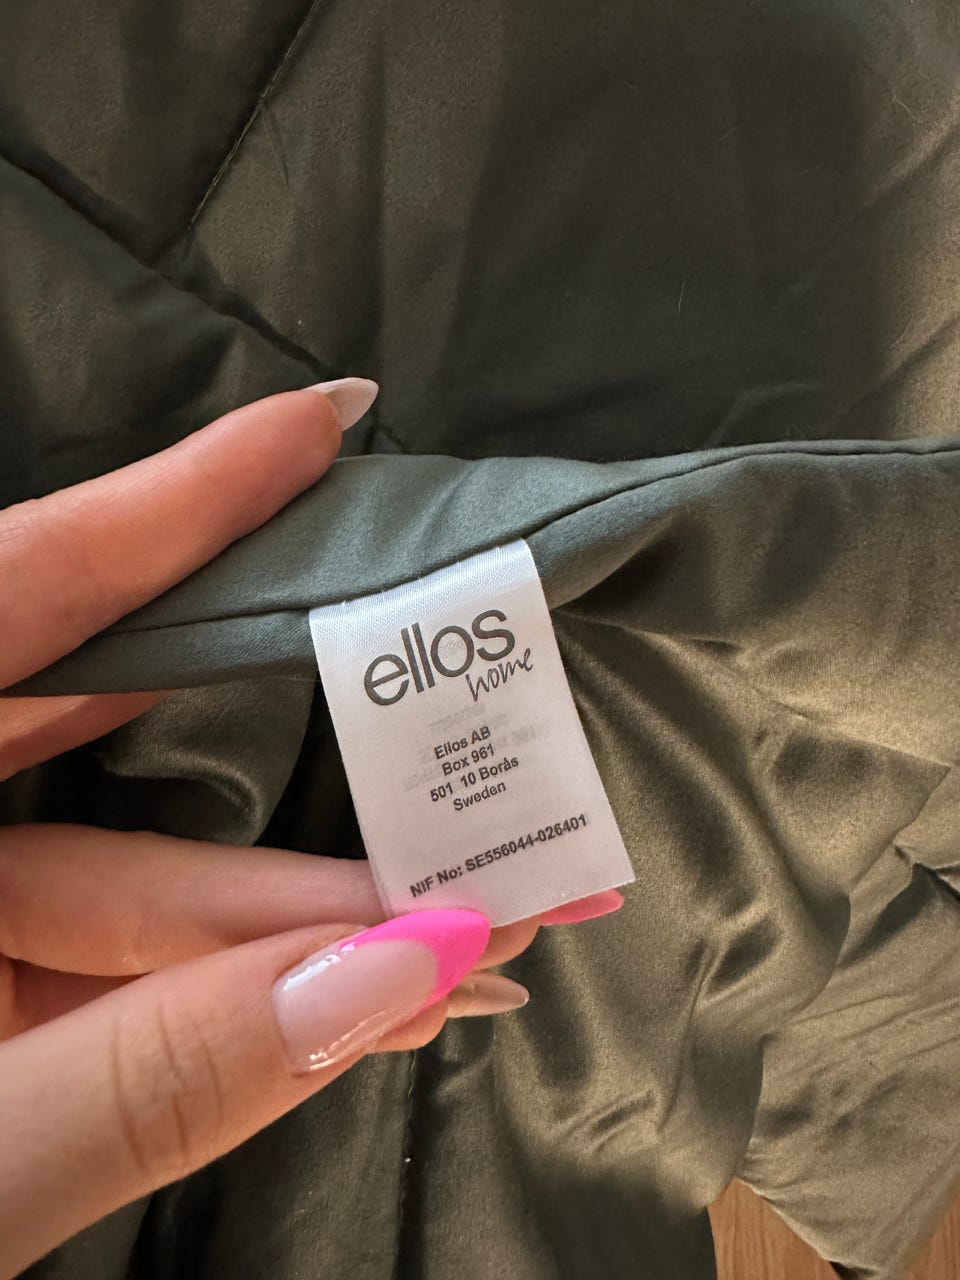 ellos
home
Ellos AB
Box 961
501 10 Borås
Sweden
NIF No: SE556044-026401